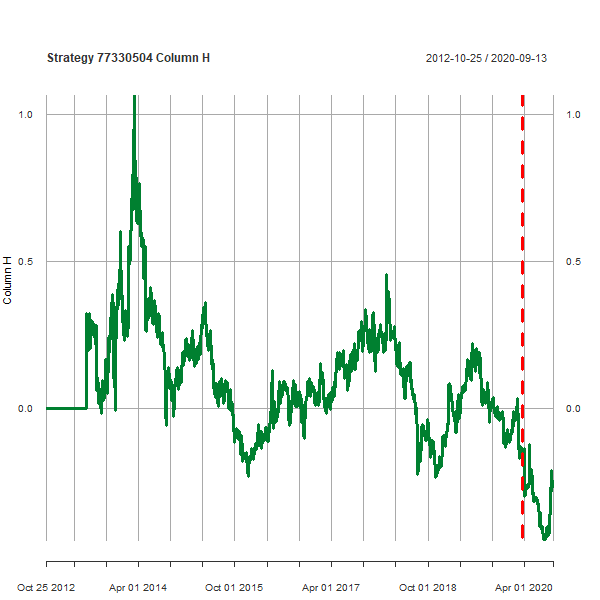 Strategy 77330504 Column H
2012-10-25 / 2020-09-13
1.0
1.0
0.5
0.5
0.0
0.0
Column H
Oct 25 2012
Apr 01 2014
Oct 01 2015
Apr 01 2017
Oct 01 2018
Apr 01 2020